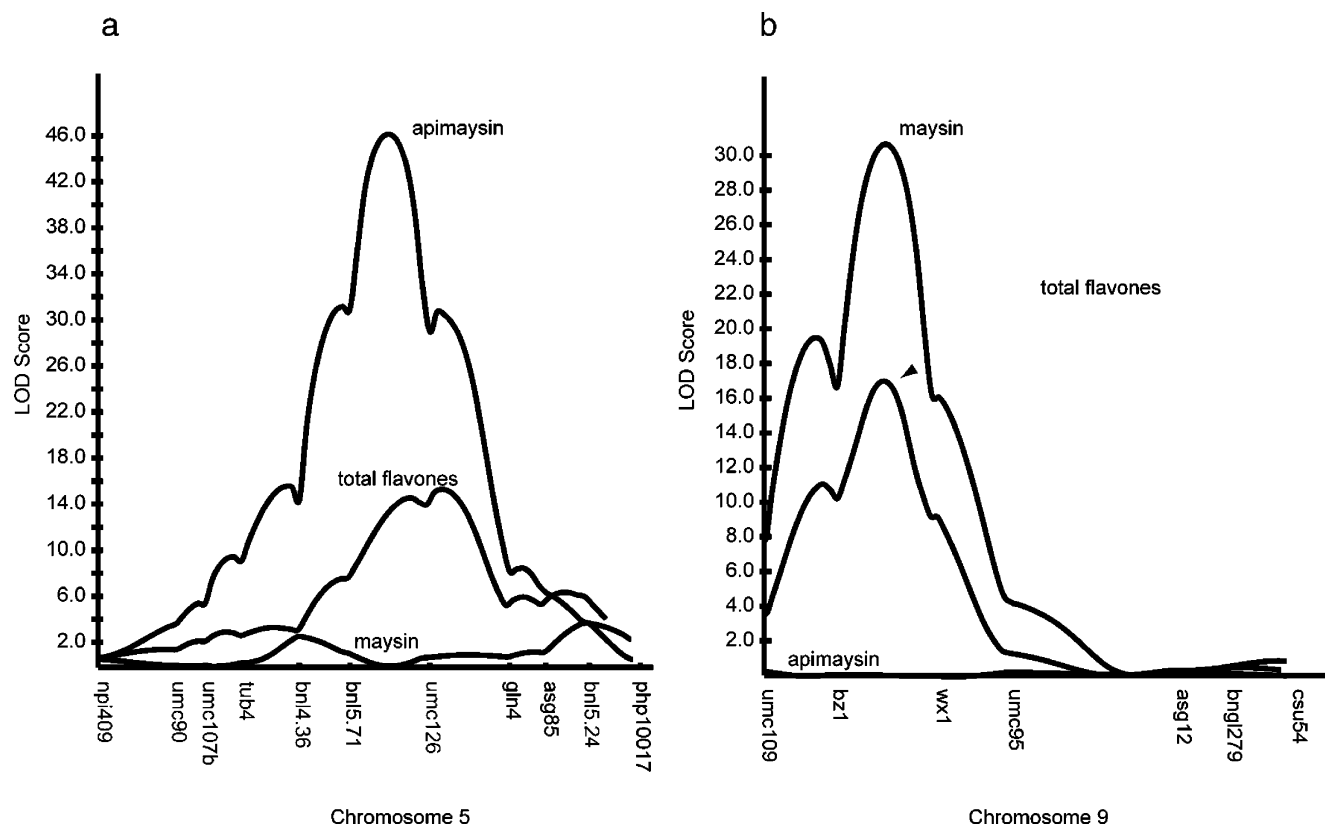 a
LOD Score
46.0
42.0
38.0
34.0
30.0
26.0
22.0
18.0
14.0
10.0
6.0
2.0
apimaysin
total flavones
maysin
npi409
umc90
umc107b
tub4
bnl4.36
bnl5.71
umc126
gln4
asg85
bnl5.24
php10017
Chromosome 5
b
LOD Score
30.0
28.0
26.0
24.0
22.0
20.0
18.0
16.0
14.0
12.0
10.0
8.0
6.0
4.0
2.0
maysin
total flavones
apimaysin
umc109
bz1
wx1
umc95
asg12
bngl279
csu54
Chromosome 9